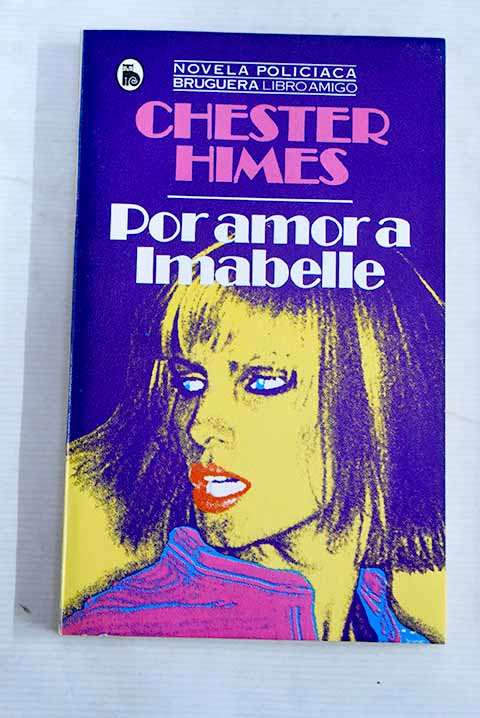 NOVELA POLICIACA
BRUGUERA LIBRO AMIGO
CHESTER
HIMES
Por amor a
Imabelle